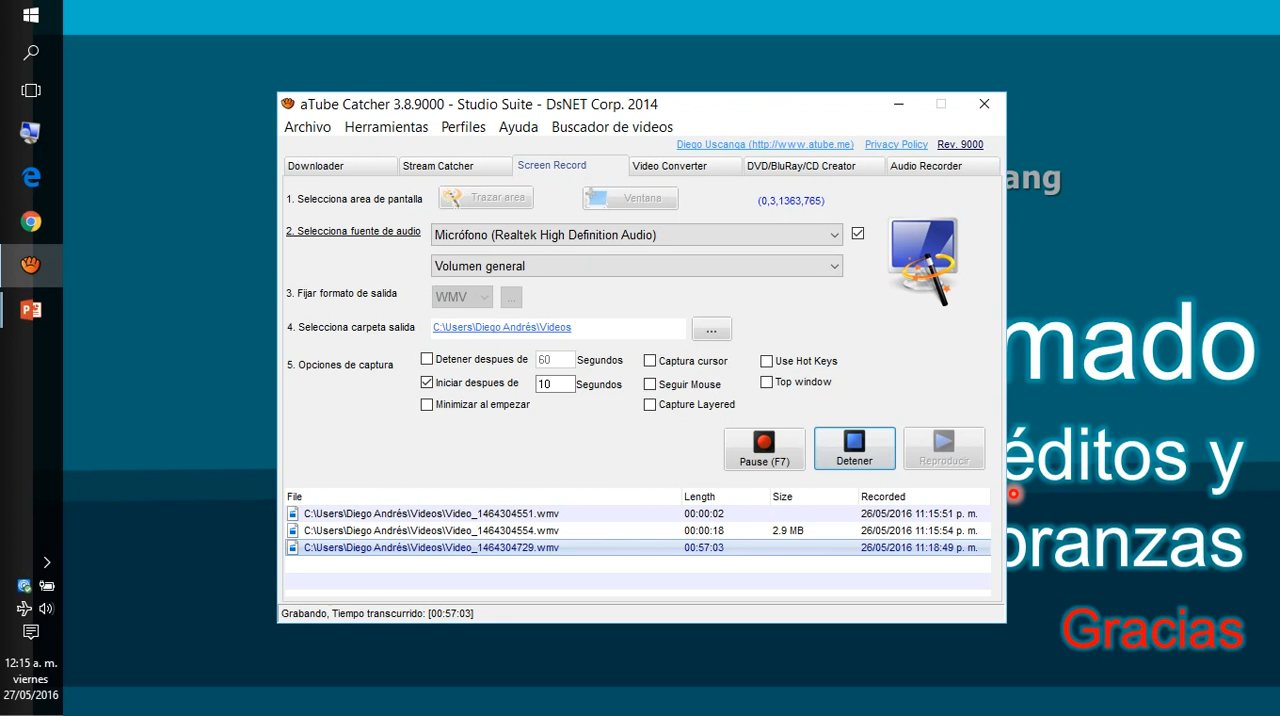 aTube Catcher 3.8.9000 - Studio Suite - DsNET Corp. 2014
Archivo Herramientas Perfiles Ayuda Buscador de videos
Diego Uscanga (http://www.atube.me) Privacy Policy Rev. 9000
Downloader Stream Catcher Screen Record Video Converter DVD/BluRay/CD Creator Audio Recorder
1. Selecciona area de pantalla Trazar area Ventana (0,3,1363,765)
2. Selecciona fuente de audio Micrófono (Realtek High Definition Audio)
Volumen general
3. Fijar formato de salida WMV ...
4. Selecciona carpeta salida C:\Users\Diego Andrés\Videos ...
5. Opciones de captura
Detener despues de 60 Segundos Captura cursor Use Hot Keys
Iniciar despues de 10 Segundos Seguir Mouse Top window
Minimizar al empezar Capture Layered
Pause (F7) Detener Reproducir
File Length Size Recorded
C:\Users\Diego Andrés\Videos\Video_1464304551.wmv 00:00:02 26/05/2016 11:15:51 p. m.
C:\Users\Diego Andrés\Videos\Video_1464304554.wmv 00:00:18 2.9 MB 26/05/2016 11:15:54 p. m.
C:\Users\Diego Andrés\Videos\Video_1464304729.wmv 00:57:03 26/05/2016 11:18:49 p. m.
Grabando, Tiempo transcurrido: [00:57:03]
ang
mado
éditos y
branzas
Gracias
12:15 a. m.
viernes
27/05/2016